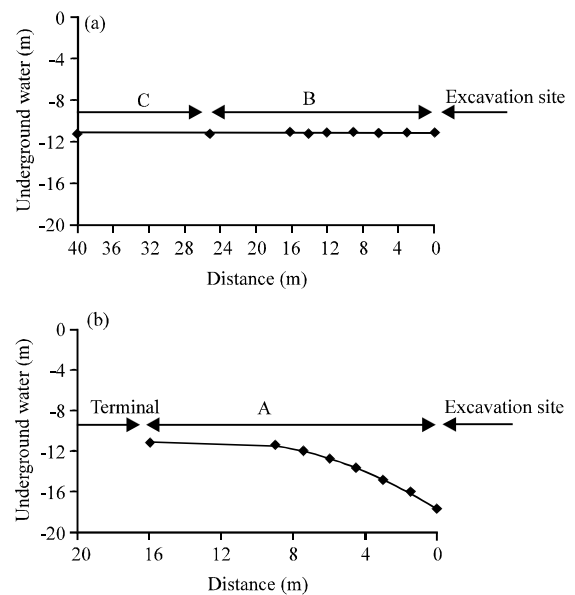 (a)
Underground water (m)
0
-4
-8
-12
-16
-20
C
B
Excavation site
40 36 32 28 24 20 16 12 8 4 0
Distance (m)
(b)
Underground water (m)
0
-4
-8
-12
-16
-20
Terminal
A
Excavation site
20 16 12 8 4 0
Distance (m)